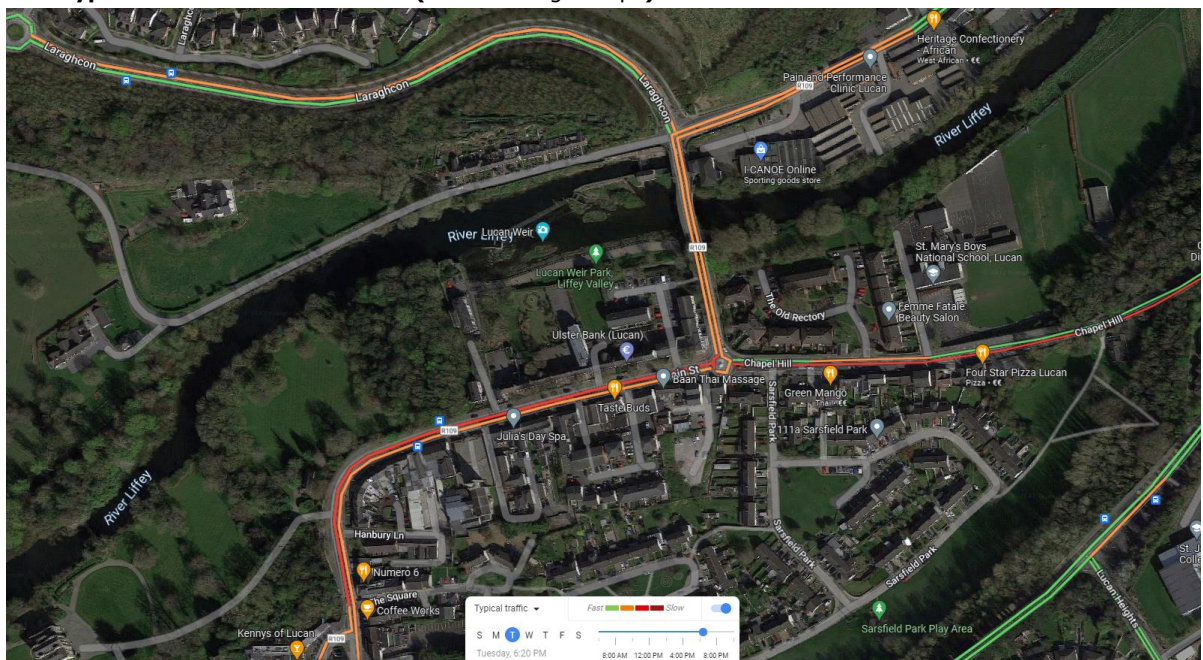 Laraghcon
Laraghcon
Laraghcon
Laraghcon
R109
Heritage Confectionery
- African
West African • €€
Pain and Performance
Clinic Lucan
River Liffey
I-CANOE Online
Sporting goods store
River Liffey
Lucan Weir
R109
Lucan Weir Park,
Liffey Valley
St. Mary's Boys
National School, Lucan
The Old Rectory
Femme Fatale
Beauty Salon
Ulster Bank (Lucan)
Chapel Hill
Chapel Hill
Baan Thai Massage
Four Star Pizza Lucan
Pizza • €€
Green Mango
Thai • €€
Taste Buds
Sarsfield Park
Julia's Day Spa
R109
111a Sarsfield Park
River Liffey
Hanbury Ln
Sarsfield Park
Sarsfield Park
Numero 6
The Square
Coffee Works
Kennys of Lucan
R109
Lucan Heights
Sarsfield Park Play Area
Typical traffic
Fast
Slow
S M T W T F S
Tuesday, 6:20 PM
8:00 AM 12:00 PM 4:00 PM 8:00 PM